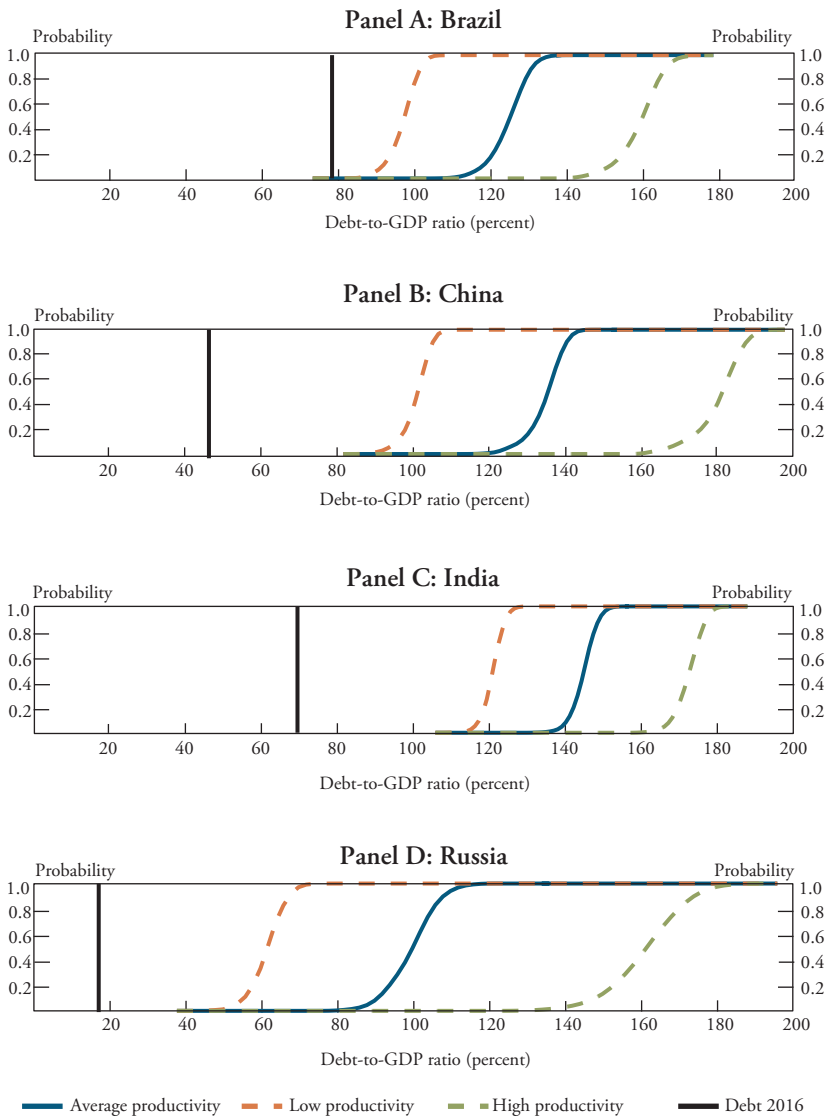 Panel A: Brazil
Probability Probability
1.0 1.0
0.8 0.8
0.6 0.6
0.4 0.4
0.2 0.2
20 40 60 80 100 120 140 160 180 200
Debt-to-GDP ratio (percent)
Panel B: China
Probability Probability
1.0 1.0
0.8 0.8
0.6 0.6
0.4 0.4
0.2 0.2
20 40 60 80 100 120 140 160 180 200
Debt-to-GDP ratio (percent)
Panel C: India
Probability Probability
1.0 1.0
0.8 0.8
0.6 0.6
0.4 0.4
0.2 0.2
20 40 60 80 100 120 140 160 180 200
Debt-to-GDP ratio (percent)
Panel D: Russia
Probability Probability
1.0 1.0
0.8 0.8
0.6 0.6
0.4 0.4
0.2 0.2
20 40 60 80 100 120 140 160 180 200
Debt-to-GDP ratio (percent)
Average productivity Low productivity High productivity Debt 2016